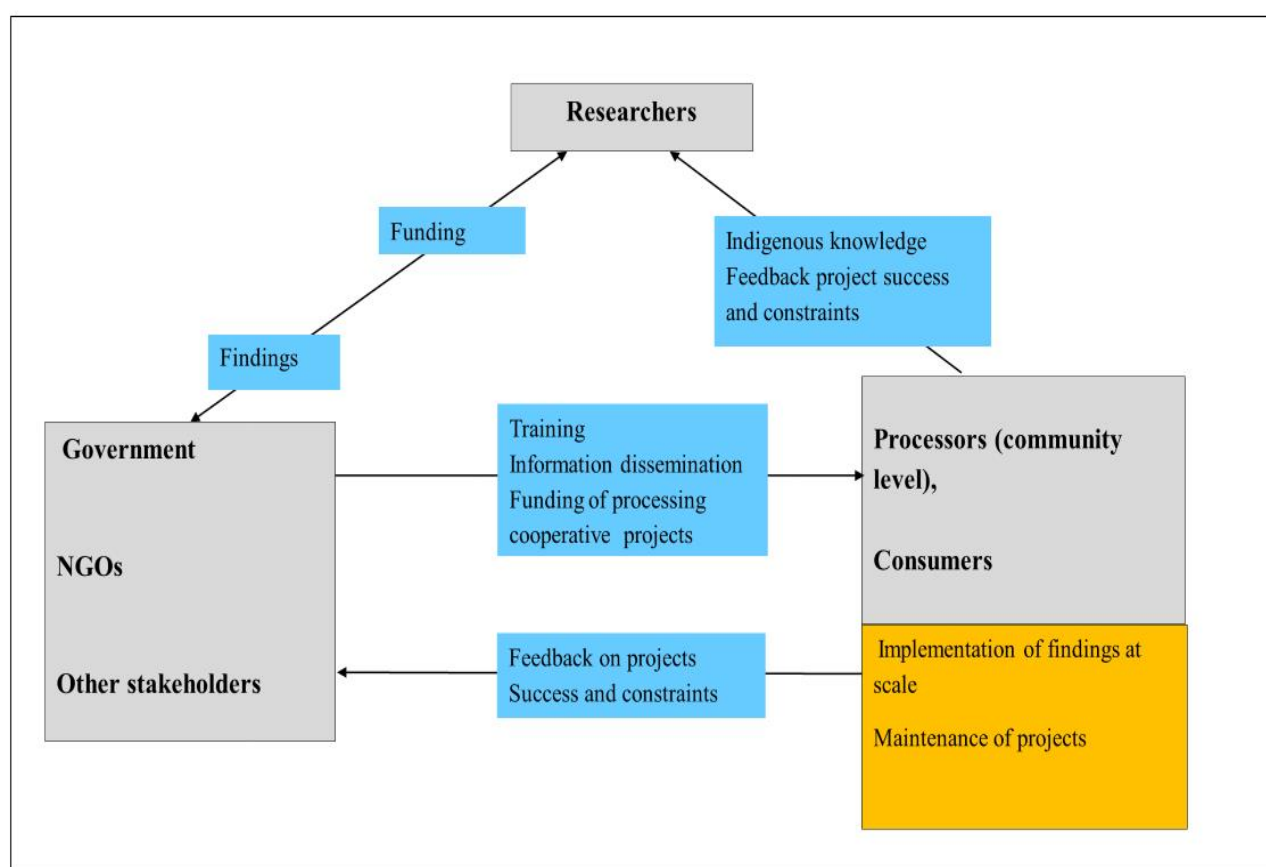 Researchers
Funding
Indigenous knowledge
Feedback project success
and constraints
Findings
Government
NGOs
Other stakeholders
Training
Information dissemination
Funding of processing
cooperative projects
Processors (community
level),
Consumers
Feedback on projects
Success and constraints
Implementation of findings at
scale
Maintenance of projects